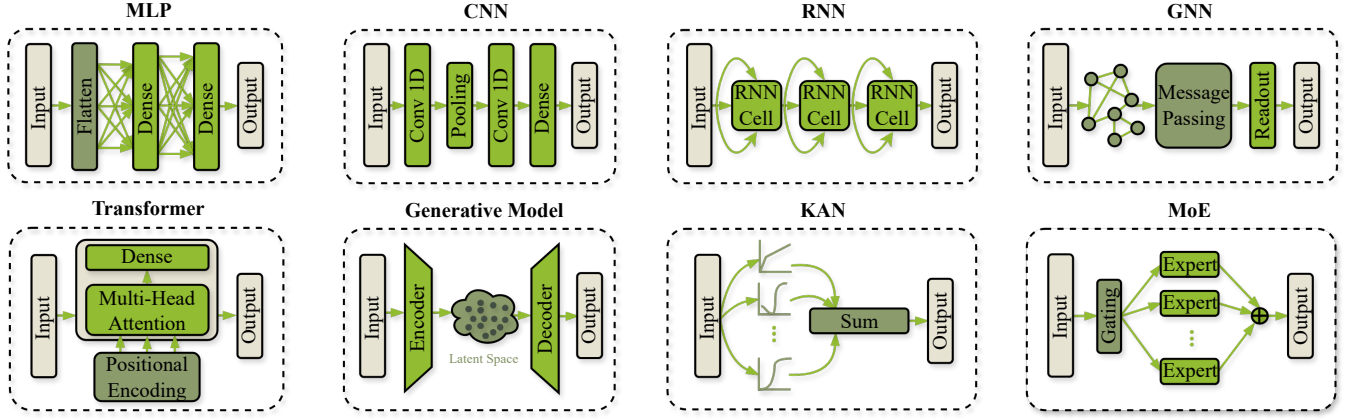 MLP
Input
Flatten
Dense
Dense
Output
CNN
Input
Conv 1D
Pooling
Conv 1D
Dense
Output
RNN
Input
RNN
Cell
RNN
Cell
RNN
Cell
Output
GNN
Input
Message
Passing
Readout
Output
Transformer
Input
Dense
Multi-Head
Attention
Positional
Encoding
Output
Generative Model
Input
Encoder
Latent Space
Decoder
Output
KAN
Input
Sum
Output
MoE
Input
Gating
Expert
Expert
Expert
Output